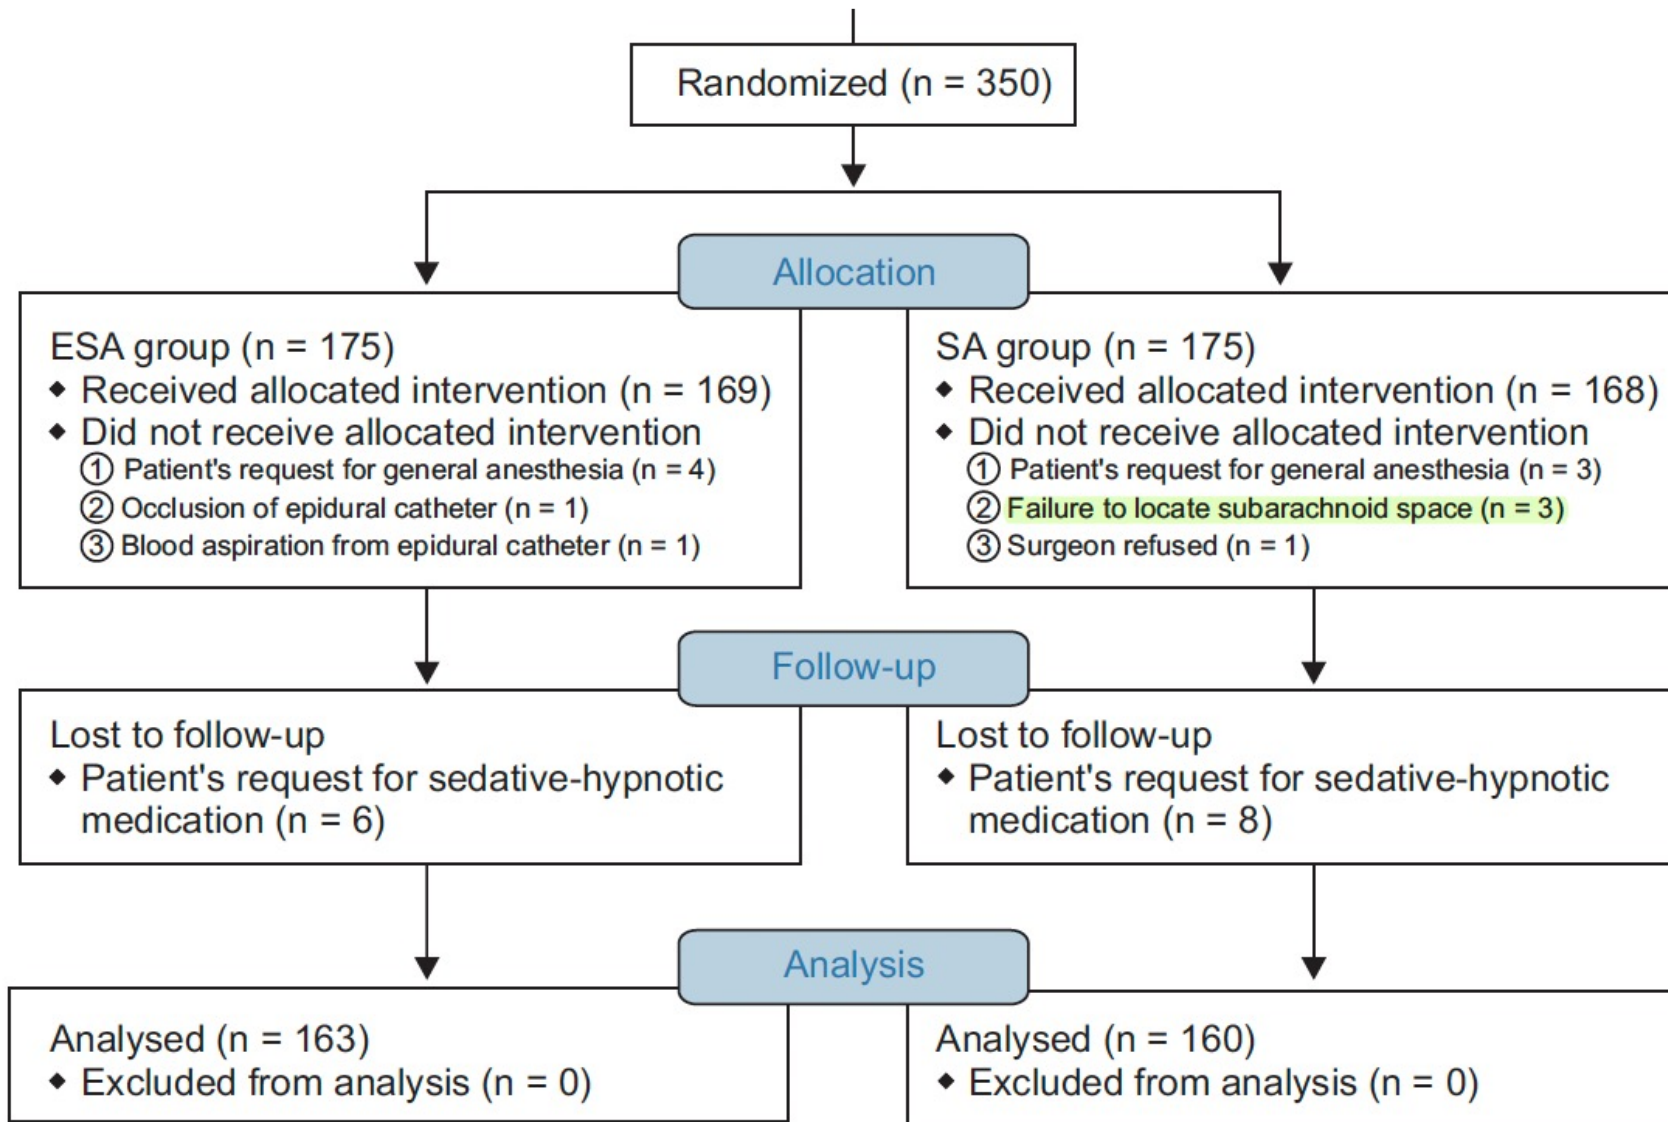 Randomized (n = 350)
Allocation
ESA group (n = 175)
◆ Received allocated intervention (n = 169)
◆ Did not receive allocated intervention
① Patient's request for general anesthesia (n = 4)
② Occlusion of epidural catheter (n = 1)
③ Blood aspiration from epidural catheter (n = 1)
SA group (n = 175)
◆ Received allocated intervention (n = 168)
◆ Did not receive allocated intervention
① Patient's request for general anesthesia (n = 3)
② Failure to locate subarachnoid space (n = 3)
③ Surgeon refused (n = 1)
Follow-up
Lost to follow-up
◆ Patient's request for sedative-hypnotic
medication (n = 6)
Lost to follow-up
◆ Patient's request for sedative-hypnotic
medication (n = 8)
Analysis
Analysed (n = 163)
◆ Excluded from analysis (n = 0)
Analysed (n = 160)
◆ Excluded from analysis (n = 0)